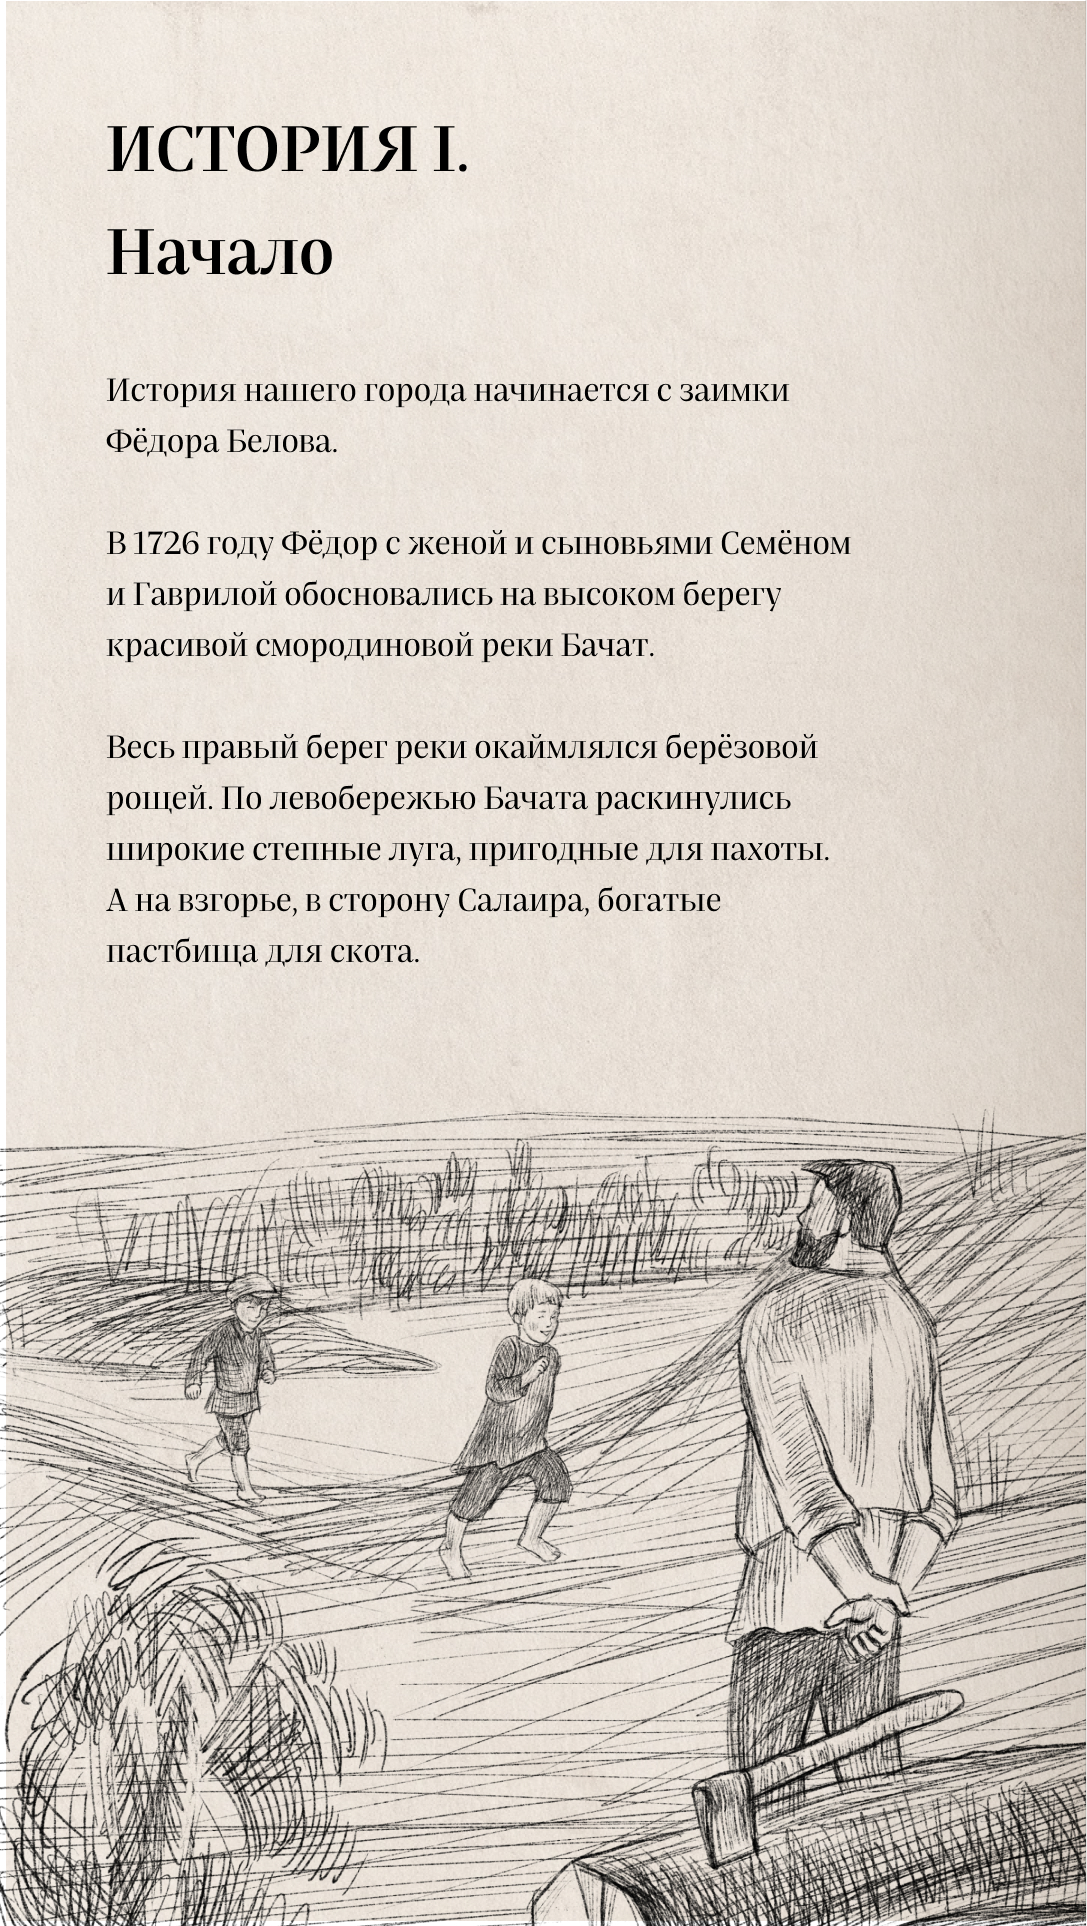 ИСТОРИЯ I.
Начало
История нашего города начинается с заимки
Фёдора Белова.
В 1726 году Фёдор с женой и сыновьями Семёном
и Гаврилой обосновались на высоком берегу
красивой смородиновой реки Бачат.
Весь правый берег реки окаймлялся берёзовой
рощей. По левобережью Бачата раскинулись
широкие степные луга, пригодные для пахоты.
А на взгорье, в сторону Салаира, богатые
пастбища для скота.